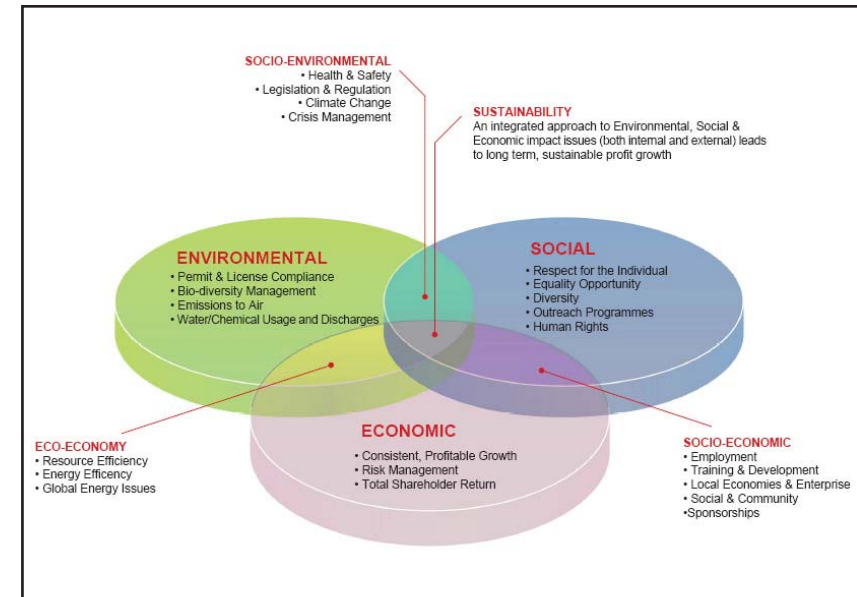 SOCIO-ENVIRONMENTAL
• Health & Safety
• Legislation & Regulation
• Climate Change
• Crisis Management
SUSTAINABILITY
An integrated approach to Environmental, Social &
Economic impact issues (both internal and external) leads
to long term, sustainable profit growth
ENVIRONMENTAL
• Permit & License Compliance
• Bio-diversity Management
• Emissions to Air
• Water/Chemical Usage and Discharges
SOCIAL
• Respect for the Individual
• Equality Opportunity
• Diversity
• Outreach Programmes
• Human Rights
ECO-ECONOMY
• Resource Efficiency
• Energy Efficency
• Global Energy Issues
ECONOMIC
• Consistent, Profitable Growth
• Risk Management
• Total Shareholder Return
SOCIO-ECONOMIC
• Employment
• Training & Development
• Local Economies & Enterprise
• Social & Community
•Sponsorships